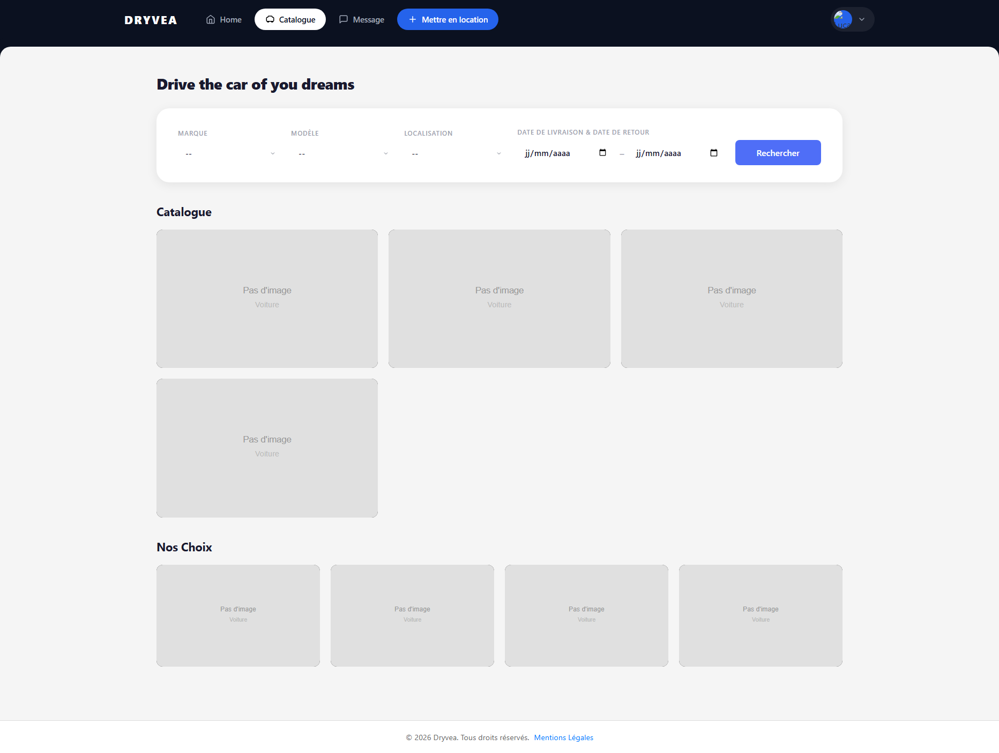 DRYVEA
Home
Catalogue
Message
Mettre en location
Drive the car of you dreams
MARQUE
MODÈLE
LOCALISATION
DATE DE LIVRAISON & DATE DE RETOUR
--
--
--
jj/mm/aaaa
–
jj/mm/aaaa
Rechercher
Catalogue
Pas d'image
Voiture
Pas d'image
Voiture
Pas d'image
Voiture
Pas d'image
Voiture
Nos Choix
Pas d'image
Voiture
Pas d'image
Voiture
Pas d'image
Voiture
Pas d'image
Voiture
© 2026 Dryvea. Tous droits réservés. Mentions Légales